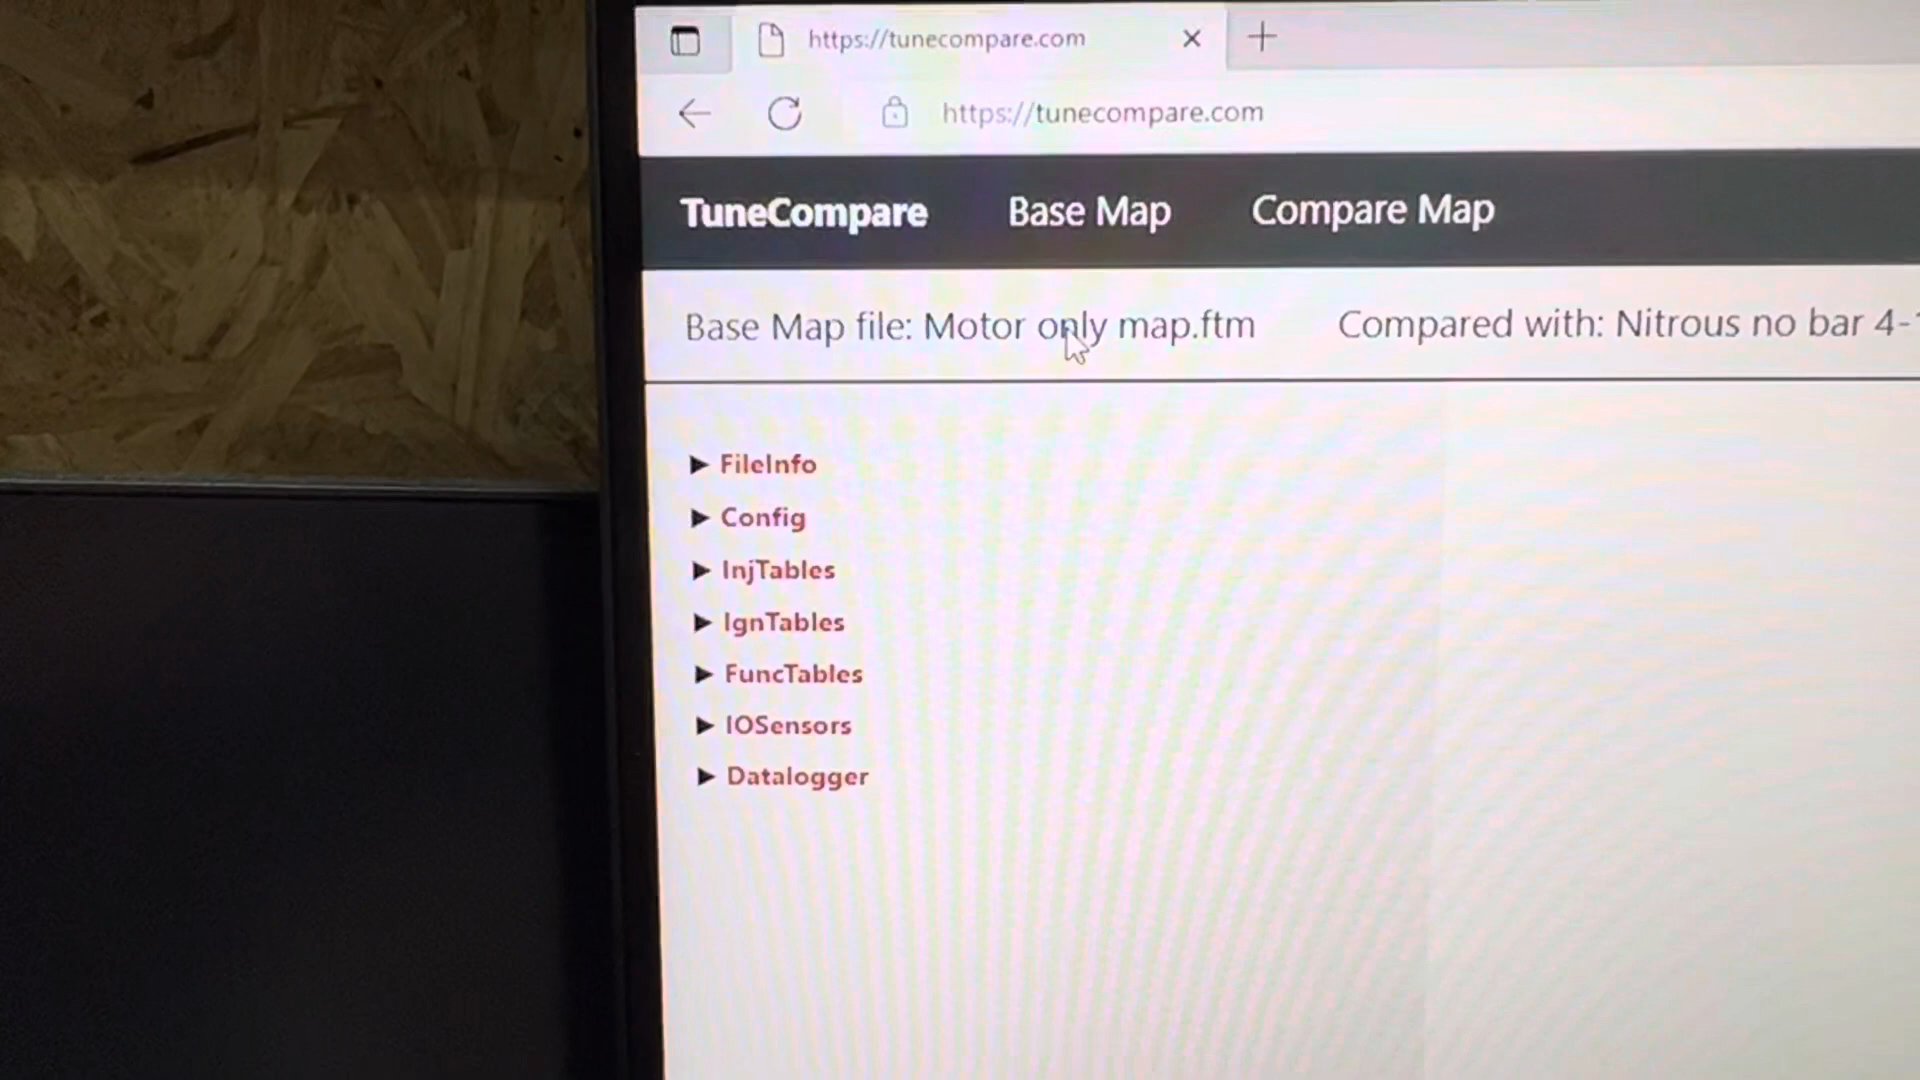 https://tunecompare.com
https://tunecompare.com
TuneCompare Base Map Compare Map
Base Map file: Motor only map.ftm Compared with: Nitrous no bar 4-
FileInfo
Config
InjTables
IgnTables
FuncTables
IOSensors
Datalogger